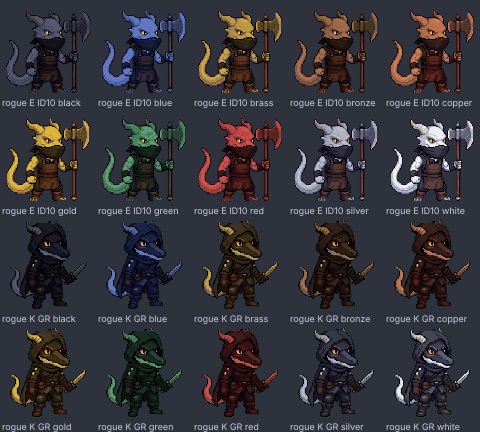 rogue E ID10 black
rogue E ID10 blue
rogue E ID10 brass
rogue E ID10 bronze
rogue E ID10 copper
rogue E ID10 gold
rogue E ID10 green
rogue E ID10 red
rogue E ID10 silver
rogue E ID10 white
rogue K GR black
rogue K GR blue
rogue K GR brass
rogue K GR bronze
rogue K GR copper
rogue K GR gold
rogue K GR green
rogue K GR red
rogue K GR silver
rogue K GR white